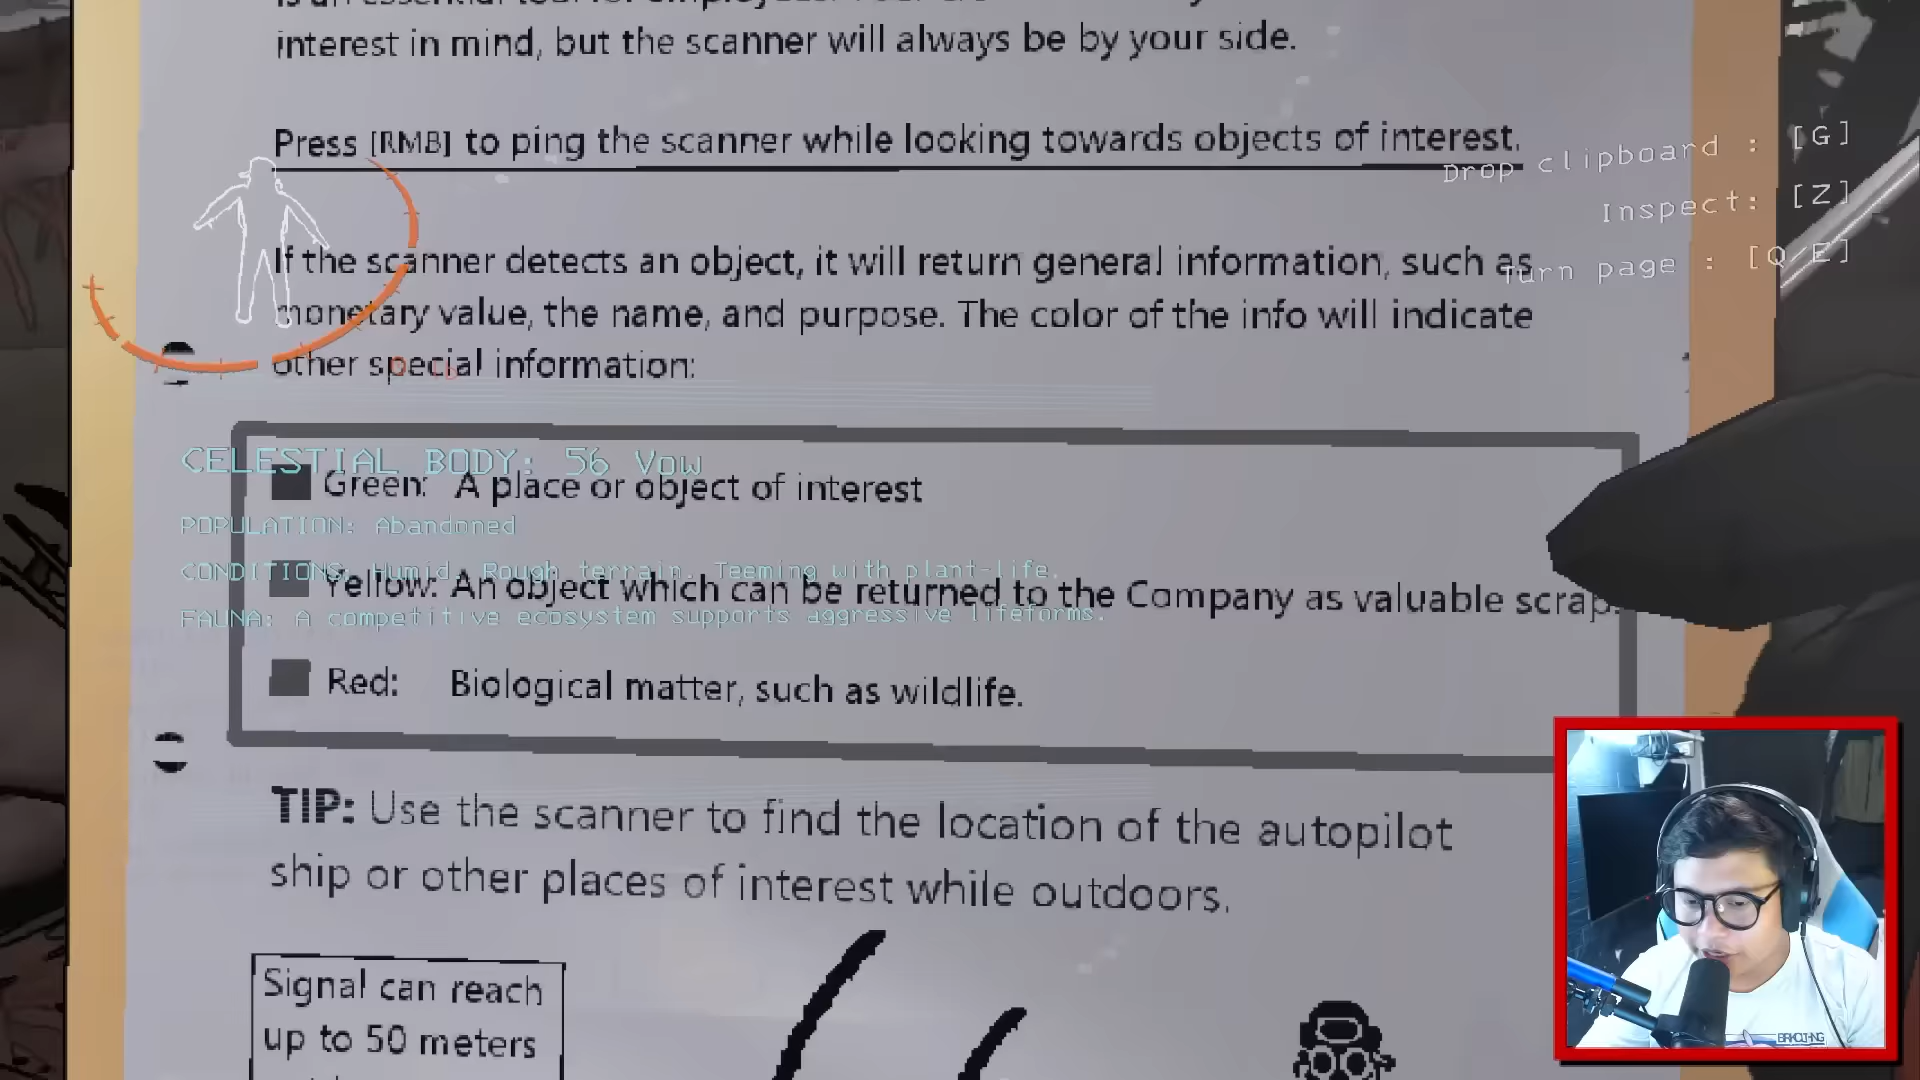 interest in mind, but the scanner will always be by your side.
Press [RMB] to ping the scanner while looking towards objects of interest.
Drop clipboard : [G]
Inspect: [Z]
Turn page : [Q/E]
If the scanner detects an object, it will return general information, such as
monetary value, the name, and purpose. The color of the info will indicate
other special information:
CELESTIAL BODY: 56 Vow
Green: A place or object of interest
POPULATION: Abandoned
CONDITIONS: Humid. Rough terrain. Teeming with plant-life.
Yellow: An object which can be returned to the Company as valuable scrap.
FAUNA: A competitive ecosystem supports aggressive lifeforms.
Red: Biological matter, such as wildlife.
TIP: Use the scanner to find the location of the autopilot
ship or other places of interest while outdoors.
Signal can reach
up to 50 meters